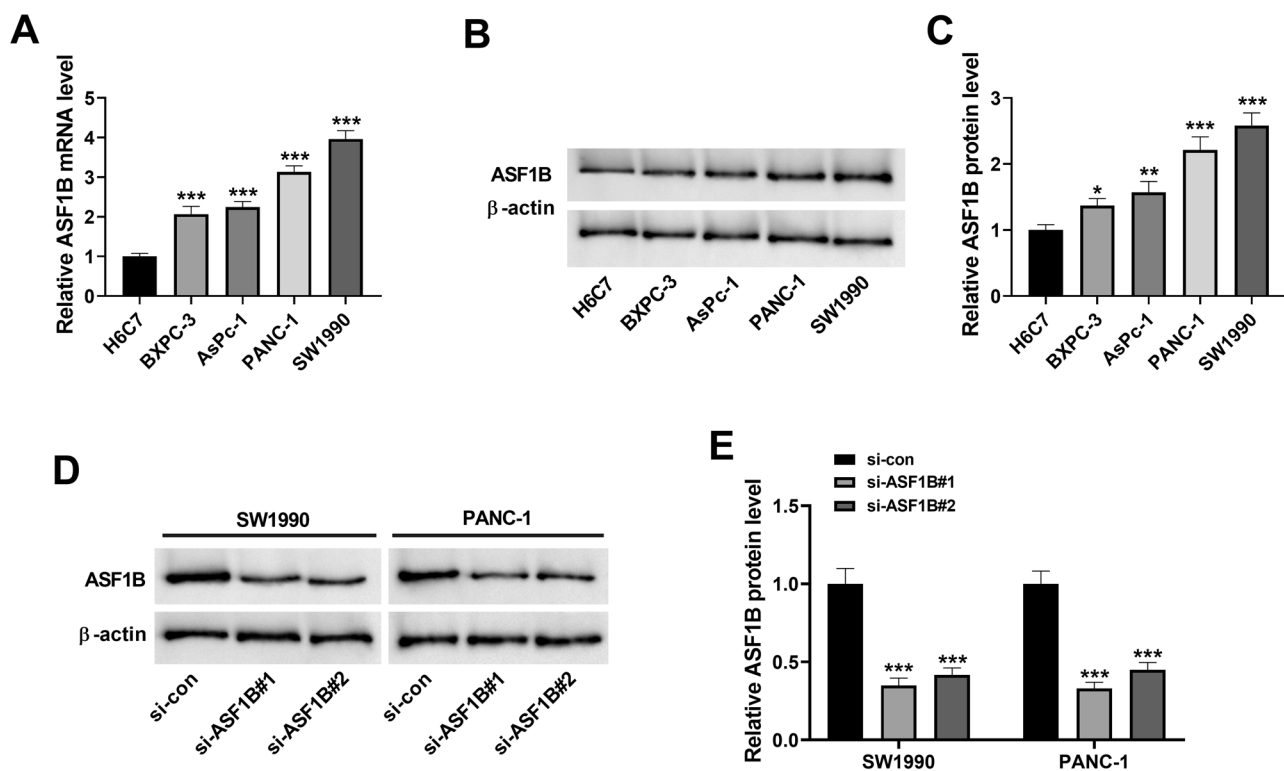 A
Relative ASF1B mRNA level
5
4
3
2
1
0
***
***
***
***
H6C7
BXPC-3
AsPc-1
PANC-1
SW1990
B
ASF1B
β-actin
H6C7
BXPC-3
AsPc-1
PANC-1
SW1990
C
Relative ASF1B protein level
3
2
1
0
*
**
***
***
H6C7
BXPC-3
AsPc-1
PANC-1
SW1990
D
SW1990
PANC-1
ASF1B
β-actin
si-con
si-ASF1B#1
si-ASF1B#2
si-con
si-ASF1B#1
si-ASF1B#2
E
si-con
si-ASF1B#1
si-ASF1B#2
Relative ASF1B protein level
1.5
1.0
0.5
0.0
***
***
***
***
SW1990
PANC-1